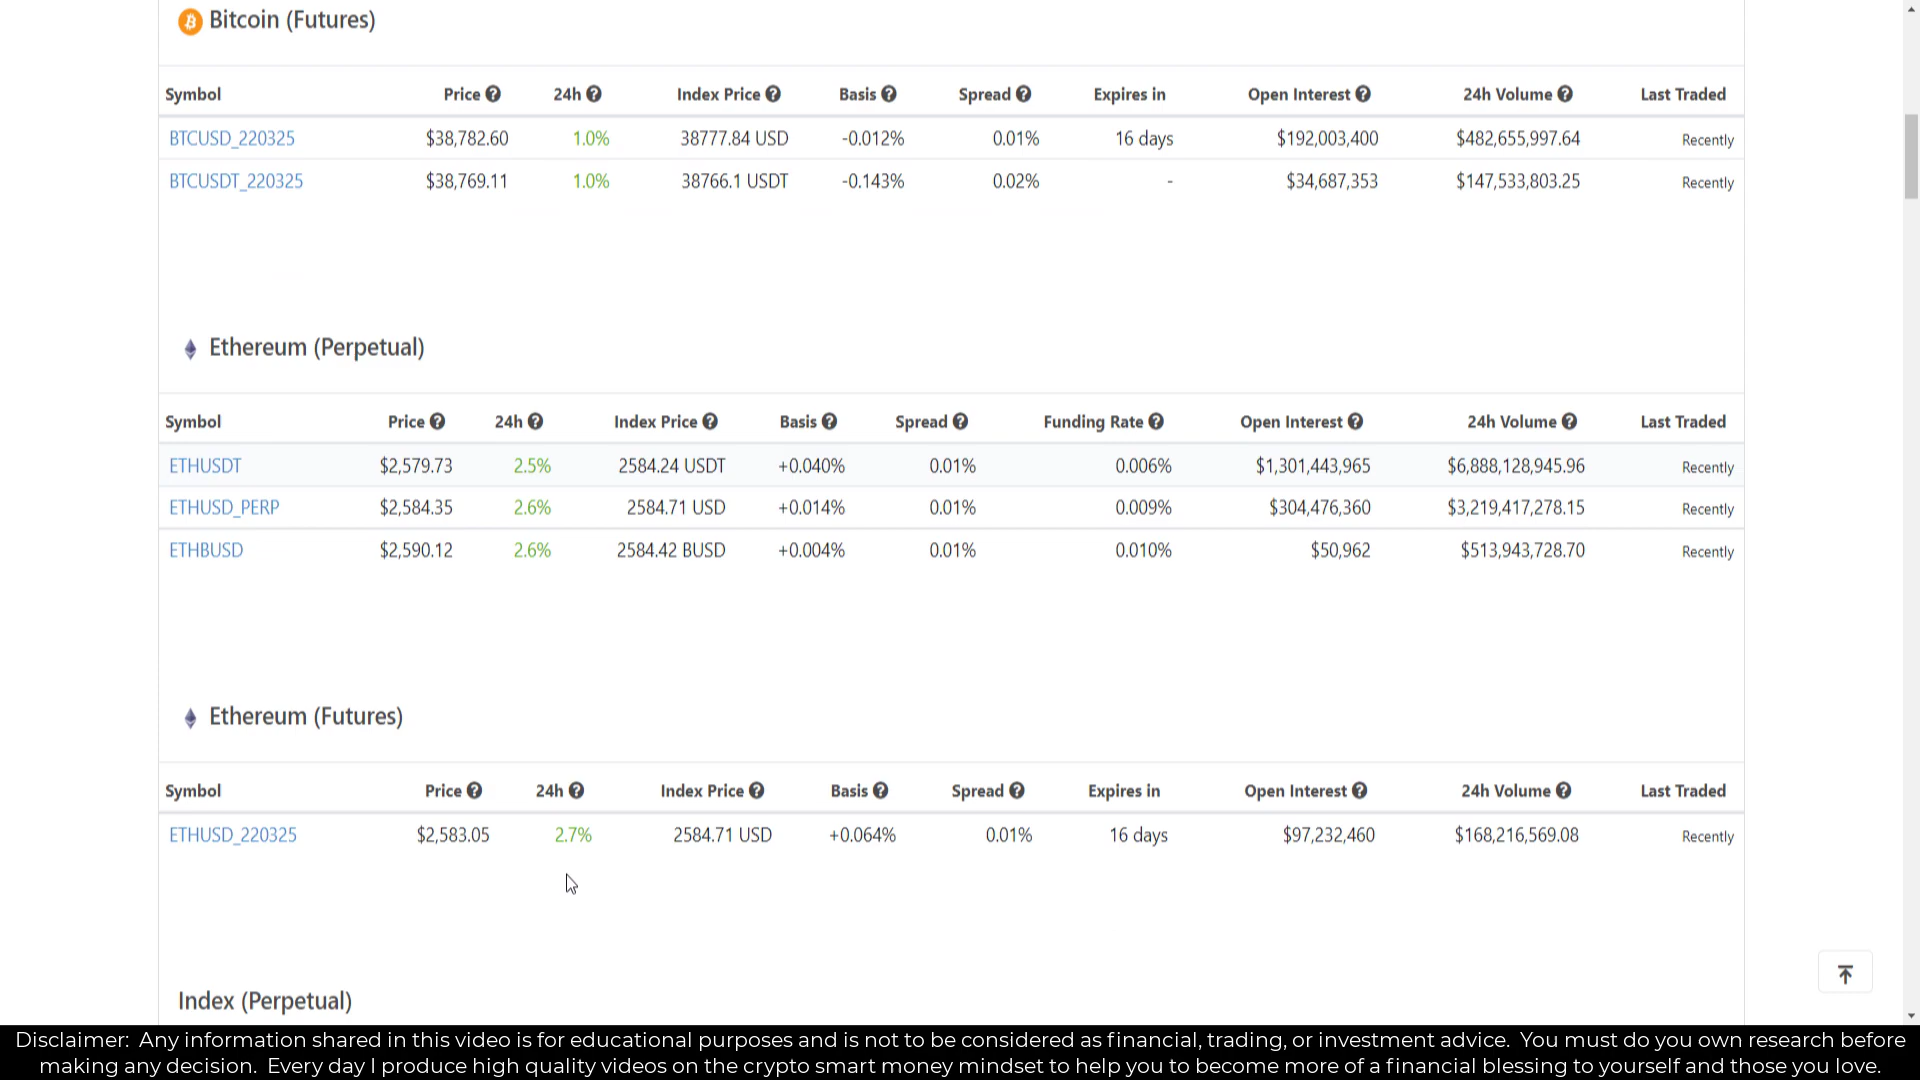 Bitcoin (Futures)
Symbol Price 24h Index Price Basis Spread Expires in Open Interest 24h Volume Last Traded
BTCUSD_220325 $38,782.60 1.0% 38777.84 USD -0.012% 0.01% 16 days $192,003,400 $482,655,997.64 Recently
BTCUSDT_220325 $38,769.11 1.0% 38766.1 USDT -0.143% 0.02% - $34,687,353 $147,533,803.25 Recently
Ethereum (Perpetual)
Symbol Price 24h Index Price Basis Spread Funding Rate Open Interest 24h Volume Last Traded
ETHUSDT $2,579.73 2.5% 2584.24 USDT +0.040% 0.01% 0.006% $1,301,443,965 $6,888,128,945.96 Recently
ETHUSD_PERP $2,584.35 2.6% 2584.71 USD +0.014% 0.01% 0.009% $304,476,360 $3,219,417,278.15 Recently
ETHBUSD $2,590.12 2.6% 2584.42 BUSD +0.004% 0.01% 0.010% $50,962 $513,943,728.70 Recently
Ethereum (Futures)
Symbol Price 24h Index Price Basis Spread Expires in Open Interest 24h Volume Last Traded
ETHUSD_220325 $2,583.05 2.7% 2584.71 USD +0.064% 0.01% 16 days $97,232,460 $168,216,569.08 Recently
Index (Perpetual)
Disclaimer: Any information shared in this video is for educational purposes and is not to be considered as financial, trading, or investment advice. You must do you own research before
making any decision. Every day I produce high quality videos on the crypto smart money mindset to help you to become more of a financial blessing to yourself and those you love.